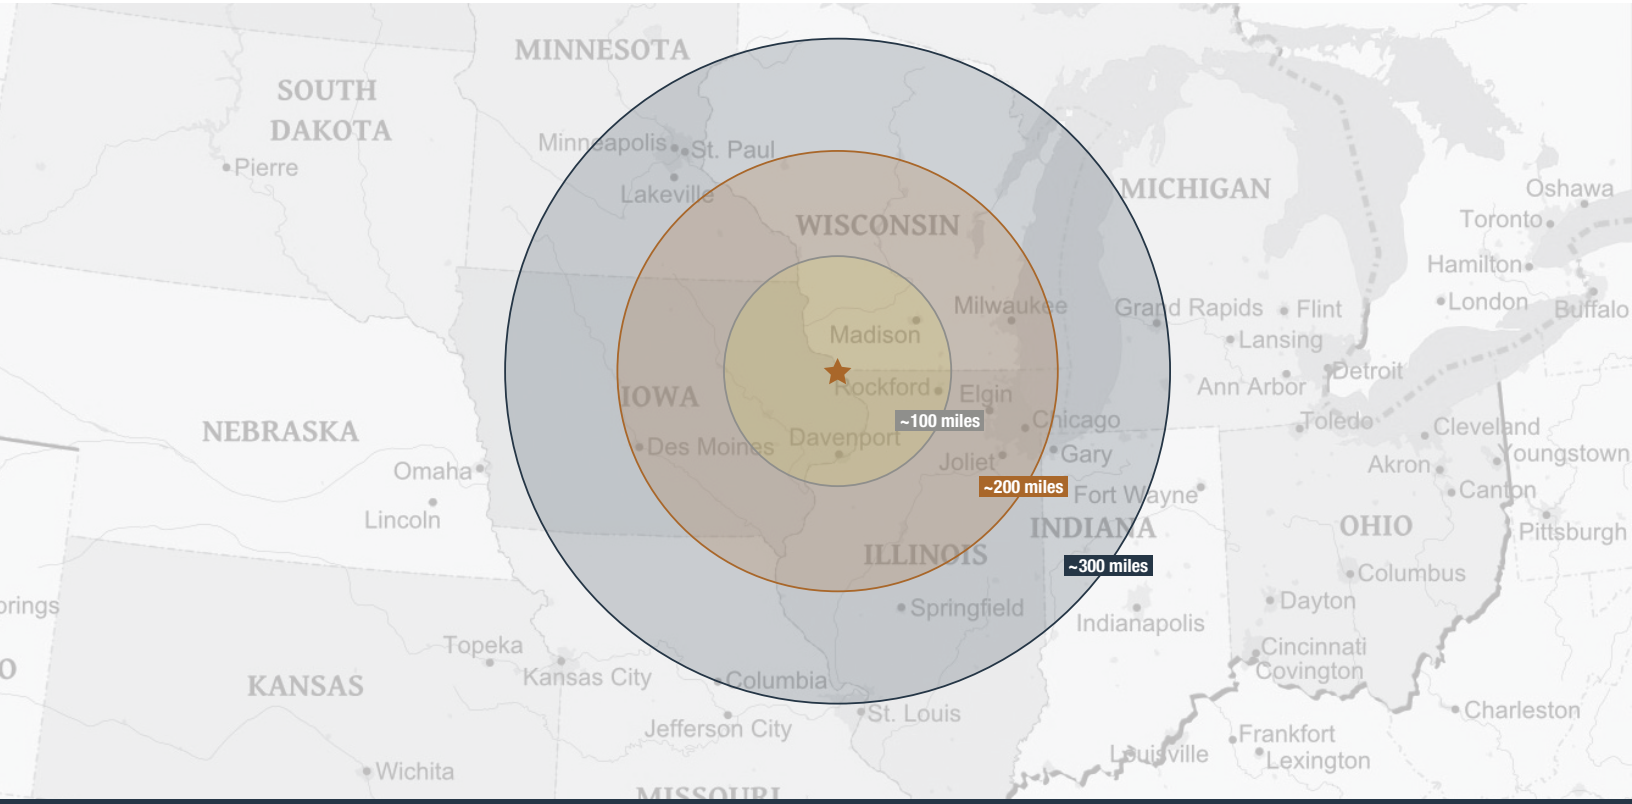 MINNESOTA
SOUTH
DAKOTA
Minneapolis
St. Paul
Pierre
Lakeville
MICHIGAN
Oshawa
Toronto
WISCONSIN
Hamilton
London
Buffalo
Milwaukee
Grand Rapids
Flint
Madison
Lansing
Detroit
Ann Arbor
Rockford
Elgin
IOWA
~100 miles
Chicago
Toledo
Cleveland
NEBRASKA
Davenport
Des Moines
Gary
Youngstown
Joliet
Akron
Omaha
~200 miles
Fort Wayne
Canton
Lincoln
INDIANA
OHIO
Pittsburgh
ILLINOIS
~300 miles
Columbus
Dayton
prings
Springfield
Indianapolis
Topeka
Cincinnati
O
Kansas City
Columbia
Covington
KANSAS
St. Louis
Charleston
Jefferson City
Frankfort
Louisville
Lexington
Wichita
MISSOURI